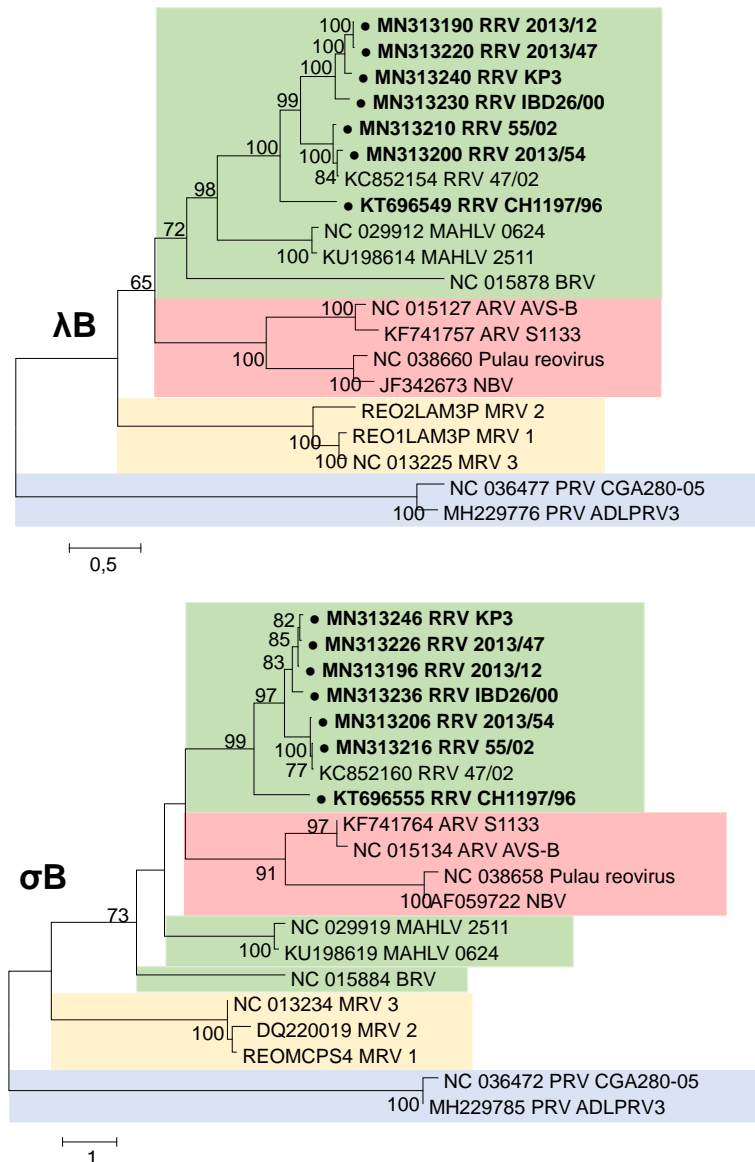 100 ● MN313190 RRV 2013/12
100 ● MN313220 RRV 2013/47
100 ● MN313240 RRV KP3
99 ● MN313230 RRV IBD26/00
● MN313210 RRV 55/02
100 100 ● MN313200 RRV 2013/54
84 KC852154 RRV 47/02
98 ● KT696549 RRV CH1197/96
72 NC 029912 MAHLV 0624
100 KU198614 MAHLV 2511
65 NC 015878 BRV
λB
100 NC 015127 ARV AVS-B
KF741757 ARV S1133
100 NC 038660 Pulau reovirus
100 JF342673 NBV
REO2LAM3P MRV 2
100 REO1LAM3P MRV 1
100 NC 013225 MRV 3
NC 036477 PRV CGA280-05
100 MH229776 PRV ADLPRV3
0,5
82 ● MN313246 RRV KP3
85 ● MN313226 RRV 2013/47
83 ● MN313196 RRV 2013/12
97 ● MN313236 RRV IBD26/00
● MN313206 RRV 2013/54
99 100 ● MN313216 RRV 55/02
77 KC852160 RRV 47/02
● KT696555 RRV CH1197/96
97 KF741764 ARV S1133
NC 015134 ARV AVS-B
91 NC 038658 Pulau reovirus
σB
100 AF059722 NBV
73 NC 029919 MAHLV 2511
100 KU198619 MAHLV 0624
NC 015884 BRV
NC 013234 MRV 3
100 DQ220019 MRV 2
REOMCPS4 MRV 1
NC 036472 PRV CGA280-05
100 MH229785 PRV ADLPRV3
1